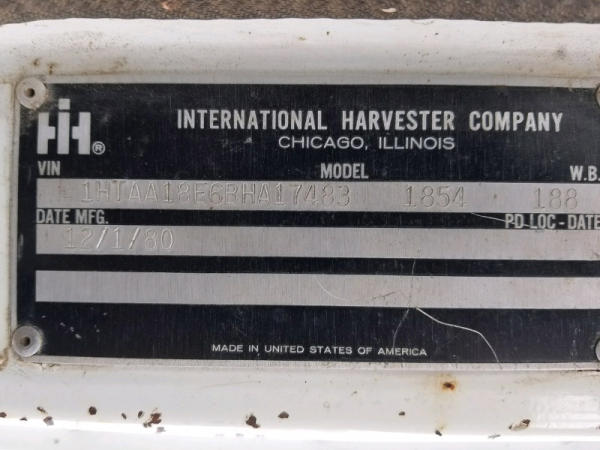 IH®
INTERNATIONAL HARVESTER COMPANY
CHICAGO, ILLINOIS
VIN MODEL W.B.
1HTAA18E6BHA17483 1854 188
DATE MFG. PD LOC-DATE
12/1/80
MADE IN UNITED STATES OF AMERICA